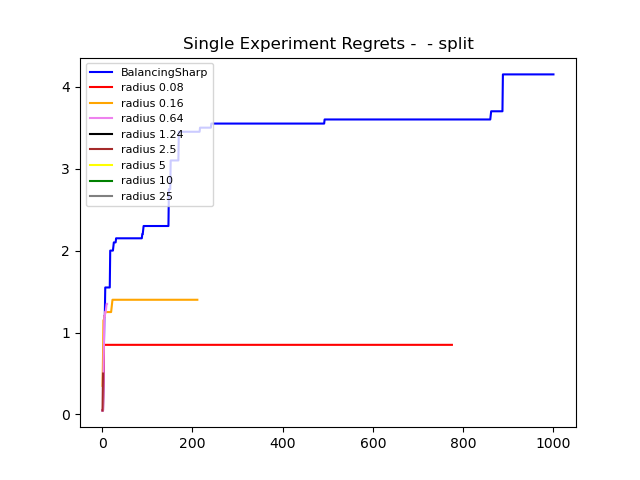 Single Experiment Regrets -  - split
BalancingSharp
radius 0.08
radius 0.16
radius 0.64
radius 1.24
radius 2.5
radius 5
radius 10
radius 25
4
3
2
1
0
0 200 400 600 800 1000